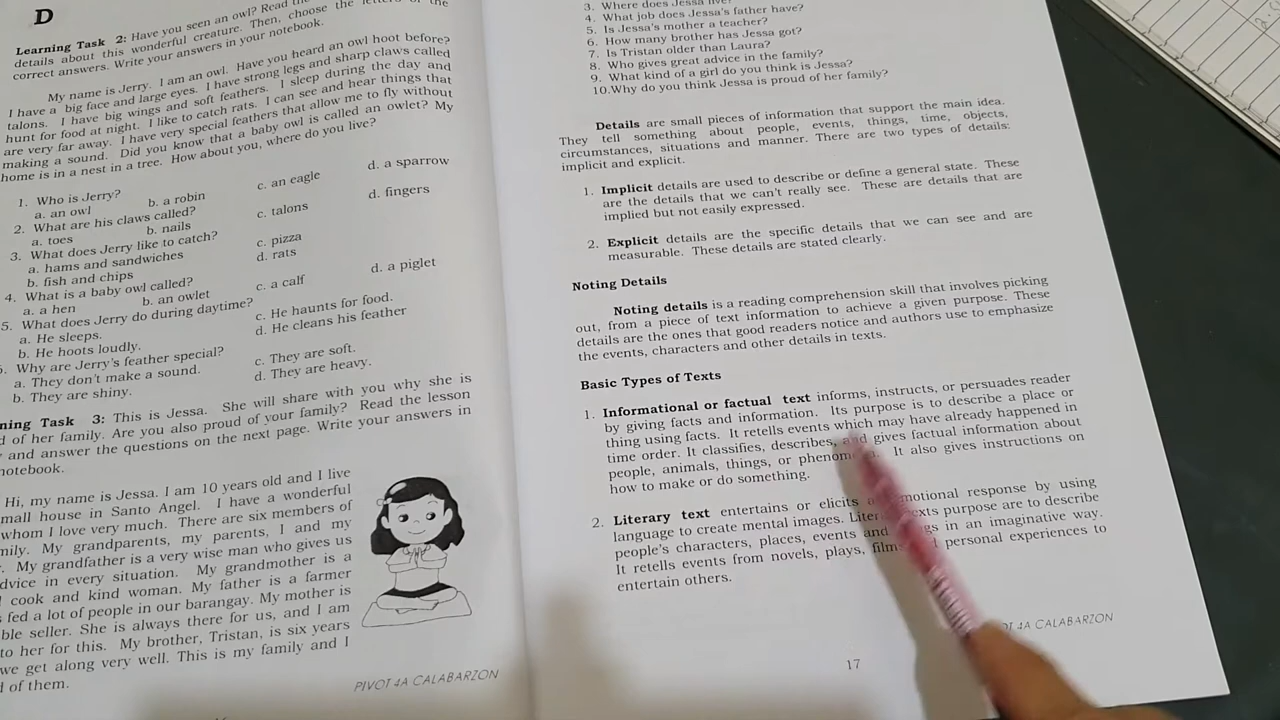 D
Learning Task 2: Have you seen an owl? Read
details about this wonderful creature. Then, choose the letters of the
correct answers. Write your answers in your notebook.
My name is Jerry. I am an owl. Have you heard an owl hoot before?
I have a big face and large eyes. I have strong legs and sharp claws called
talons. I have big wings and soft feathers. I sleep during the day and
hunt for food at night. I like to catch rats. I can see and hear things that
are very far away. I have very special feathers that allow me to fly without
making a sound. Did you know that a baby owl is called an owlet? My
home is in a nest in a tree. How about you, where do you live?
1. Who is Jerry?
a. an owl b. a robin c. an eagle d. a sparrow
2. What are his claws called?
a. toes b. nails c. talons d. fingers
3. What does Jerry like to catch?
a. hams and sandwiches c. pizza
b. fish and chips d. rats
4. What is a baby owl called?
a. a hen b. an owlet c. a calf d. a piglet
5. What does Jerry do during daytime?
a. He sleeps. c. He haunts for food.
b. He hoots loudly. d. He cleans his feather
. Why are Jerry's feather special?
a. They don't make a sound. c. They are soft.
b. They are shiny. d. They are heavy.
Task 3: This is Jessa. She will share with you why she is
of her family. Are you also proud of your family? Read the lesson
and answer the questions on the next page. Write your answers in
notebook.
Hi, my name is Jessa. I am 10 years old and I live
small house in Santo Angel. I have a wonderful
whom I love very much. There are six members of
My grandparents, my parents, I and my
My grandfather is a very wise man who gives us
advice in every situation. My grandmother is a
cook and kind woman. My father is a farmer
fed a lot of people in our barangay. My mother is
seller. She is always there for us, and I am
to her for this. My brother, Tristan, is six years
we get along very well. This is my family and I
of them.
PIVOT 4A CALABARZON
3. Where does Jessa live?
4. What job does Jessa's father have?
5. Is Jessa's mother a teacher?
6. How many brother has Jessa got?
7. Is Tristan older than Laura?
8. Who gives great advice in the family?
9. What kind of a girl do you think is Jessa?
10.Why do you think Jessa is proud of her family?
Details are small pieces of information that support the main idea.
They tell something about people, events, things, time, objects,
circumstances, situations and manner. There are two types of details:
implicit and explicit.
1. Implicit details are used to describe or define a general state. These
are the details that we can't really see. These are details that are
implied but not easily expressed.
2. Explicit details are the specific details that we can see and are
measurable. These details are stated clearly.
Noting Details
Noting details is a reading comprehension skill that involves picking
out, from a piece of text information to achieve a given purpose. These
details are the ones that good readers notice and authors use to emphasize
the events, characters and other details in texts.
Basic Types of Texts
1. Informational or factual text informs, instructs, or persuades reader
by giving facts and information. Its purpose is to describe a place or
thing using facts. It retells events which may have already happened in
time order. It classifies, describes, and gives factual information about
people, animals, things, or It also gives instructions on
how to make or do something.
2. Literary text entertains or elicits emotional response by using
language to create mental images. texts purpose are to describe
people's characters, places, events and in an imaginative way.
It retells events from novels, plays, personal experiences to
entertain others.
17
4A CALABARZON